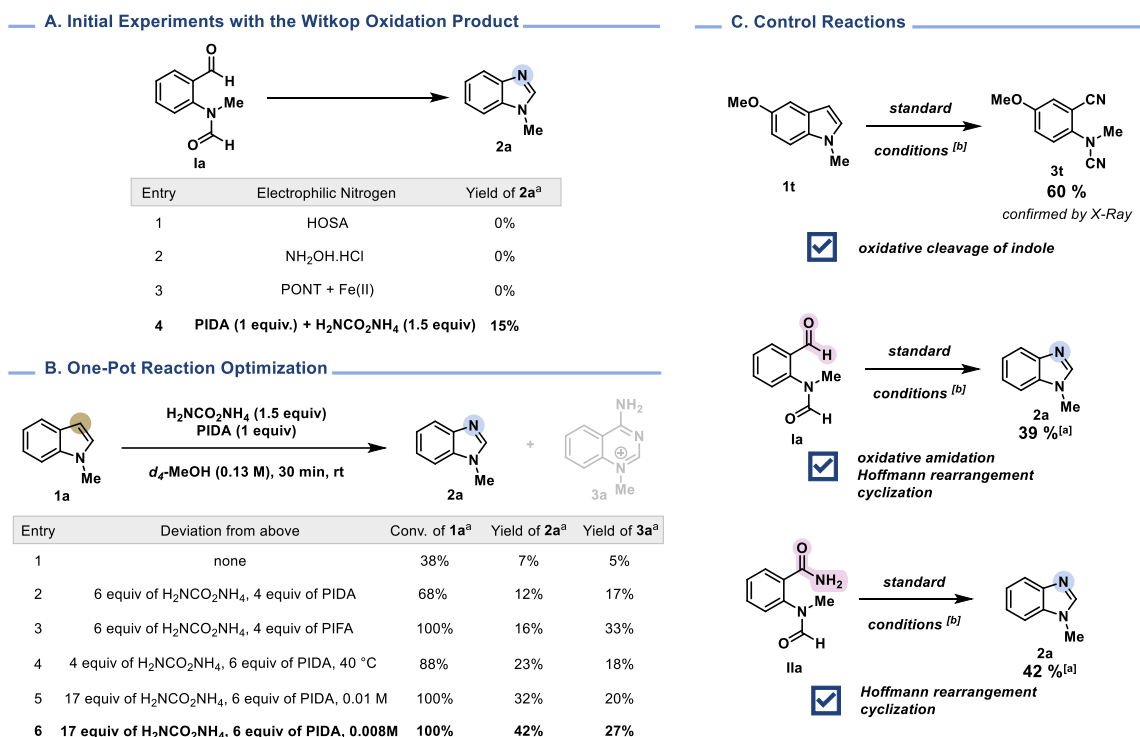 A. Initial Experiments with the Witkop Oxidation Product
O
H
N
Me
O
H
Ia
N
N
Me
2a
Entry Electrophilic Nitrogen Yield of 2aᵃ
1 HOSA 0%
2 NH₂OH.HCl 0%
3 PONT + Fe(II) 0%
4 PIDA (1 equiv.) + H₂NCO₂NH₄ (1.5 equiv) 15%
B. One-Pot Reaction Optimization
N
Me
1a
H₂NCO₂NH₄ (1.5 equiv)
PIDA (1 equiv)
d₄-MeOH (0.13 M), 30 min, rt
N
N
Me
2a
+
NH₂
N
+
N
Me
3a
Entry Deviation from above Conv. of 1aᵃ Yield of 2aᵃ Yield of 3aᵃ
1 none 38% 7% 5%
2 6 equiv of H₂NCO₂NH₄, 4 equiv of PIDA 68% 12% 17%
3 6 equiv of H₂NCO₂NH₄, 4 equiv of PIFA 100% 16% 33%
4 4 equiv of H₂NCO₂NH₄, 6 equiv of PIDA, 40 °C 88% 23% 18%
5 17 equiv of H₂NCO₂NH₄, 6 equiv of PIDA, 0.01 M 100% 32% 20%
6 17 equiv of H₂NCO₂NH₄, 6 equiv of PIDA, 0.008M 100% 42% 27%
C. Control Reactions
MeO
N
Me
1t
standard
conditions [b]
MeO
CN
N
Me
CN
3t
60 %
confirmed by X-Ray
oxidative cleavage of indole
O
H
N
Me
O
H
Ia
standard
conditions [b]
N
N
Me
2a
39 %[a]
oxidative amidation
Hoffmann rearrangement
cyclization
O
NH₂
N
Me
O
H
IIa
standard
conditions [b]
N
N
Me
2a
42 %[a]
Hoffmann rearrangement
cyclization